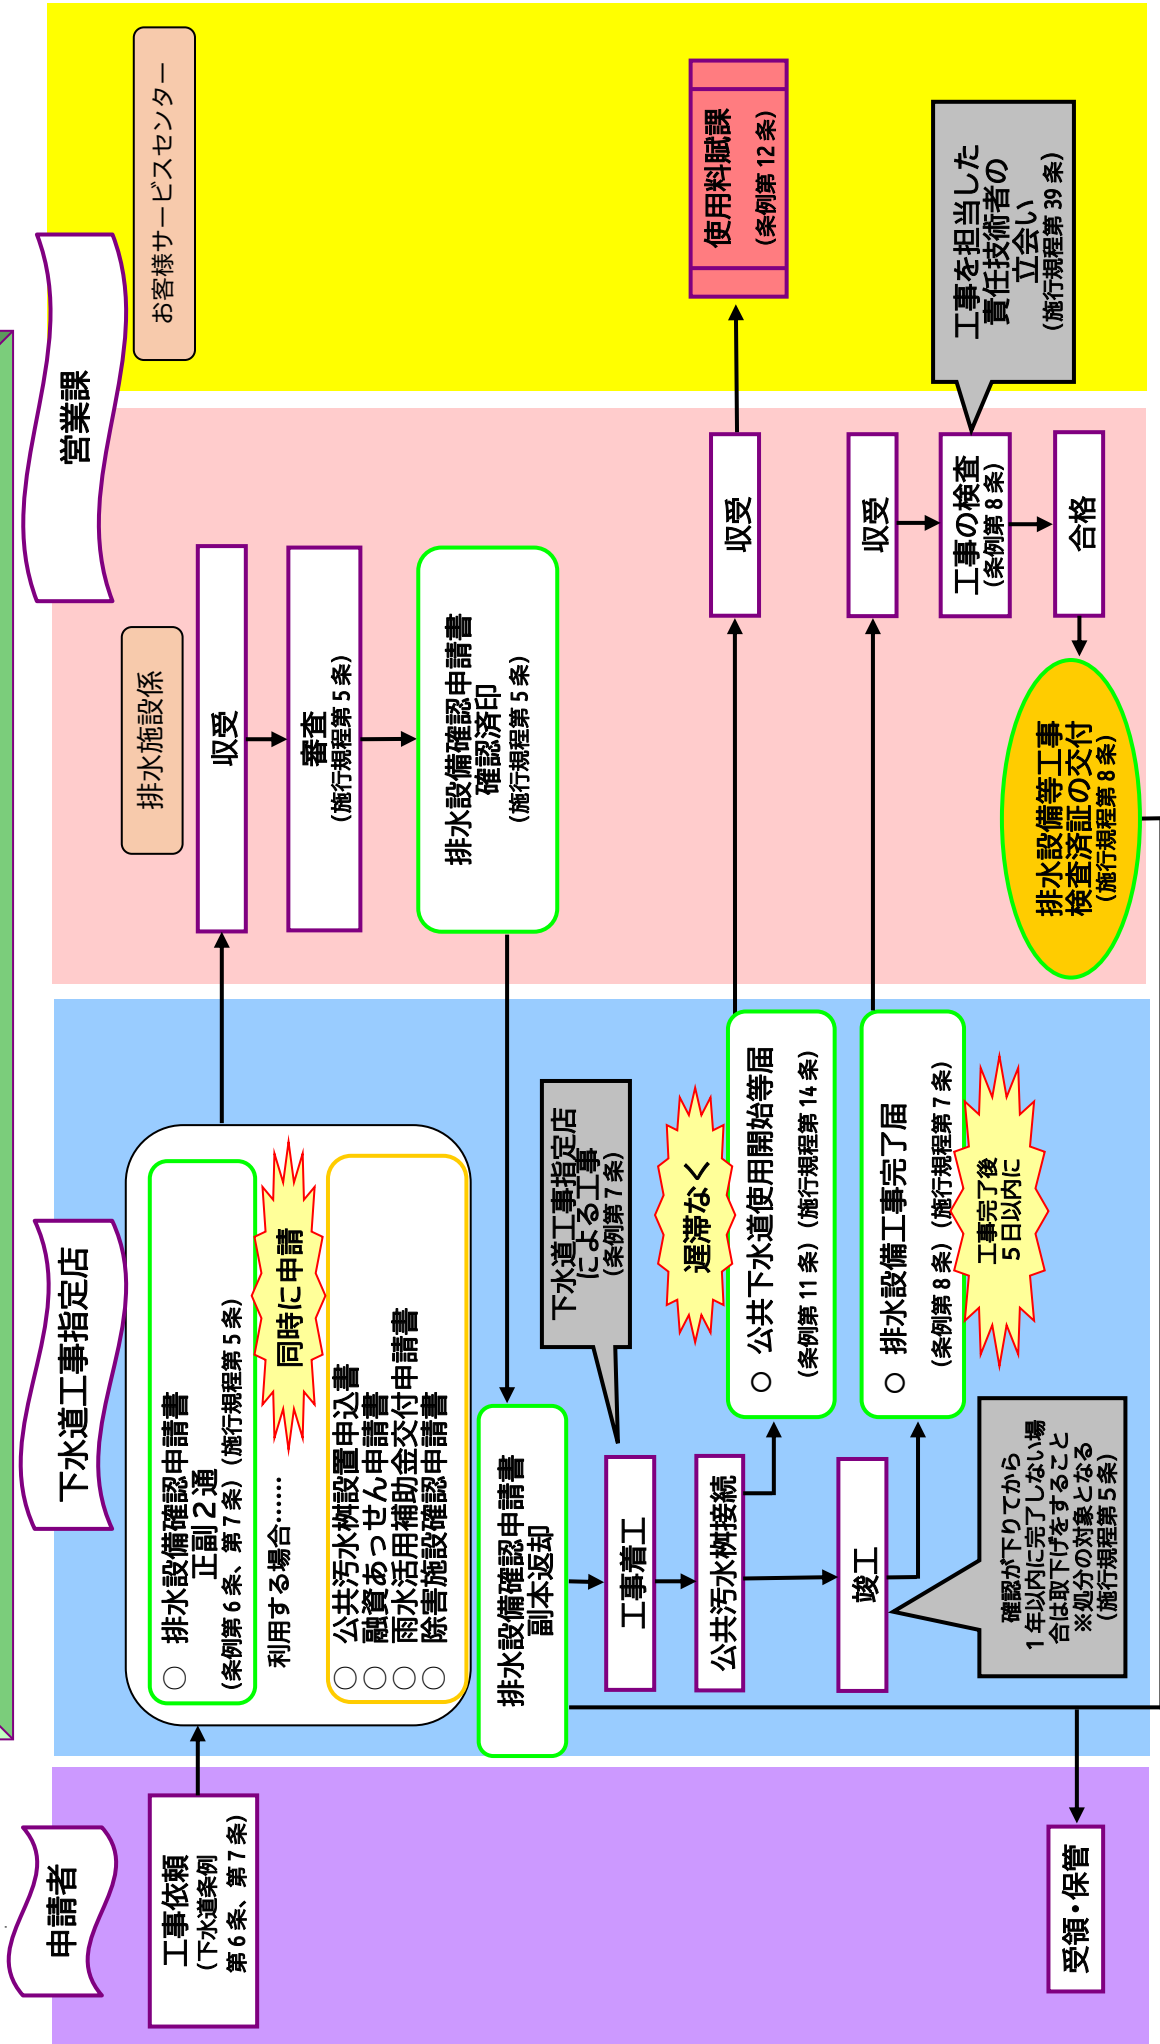 申請者
下水道工事指定店
営業課
排水施設係
お客様サービスセンター
工事依頼
(下水道条例
第6条、第7条)
○ 排水設備確認申請書
正副２通
(条例第6条、第7条)(施行規程第5条)
利用する場合……
同時に申請
○ 公共汚水桝設置申込書
○ 融資あっせん申請書
○ 雨水活用補助金交付申請書
○ 除害施設確認申請書
収受
審査
(施行規程第5条)
排水設備確認申請書
確認済印
(施行規程第5条)
排水設備確認申請書
副本返却
下水道工事指定店
による工事
(条例第7条)
工事着工
公共汚水桝接続
遅滞なく
○ 公共下水道使用開始等届
(条例第11条)(施行規程第14条)
収受
使用料賦課
(条例第12条)
竣工
○ 排水設備工事完了届
(条例第8条)(施行規程第7条)
工事完了後
５日以内に
確認が下りてから
１年以内に完了しない場
合は取下げをすること
※処分の対象となる
(施行規程第5条)
収受
工事の検査
(条例第8条)
工事を担当した
責任技術者の
立会い
(施行規程第39条)
合格
排水設備等工事
検査済証の交付
(施行規程第8条)
受領・保管